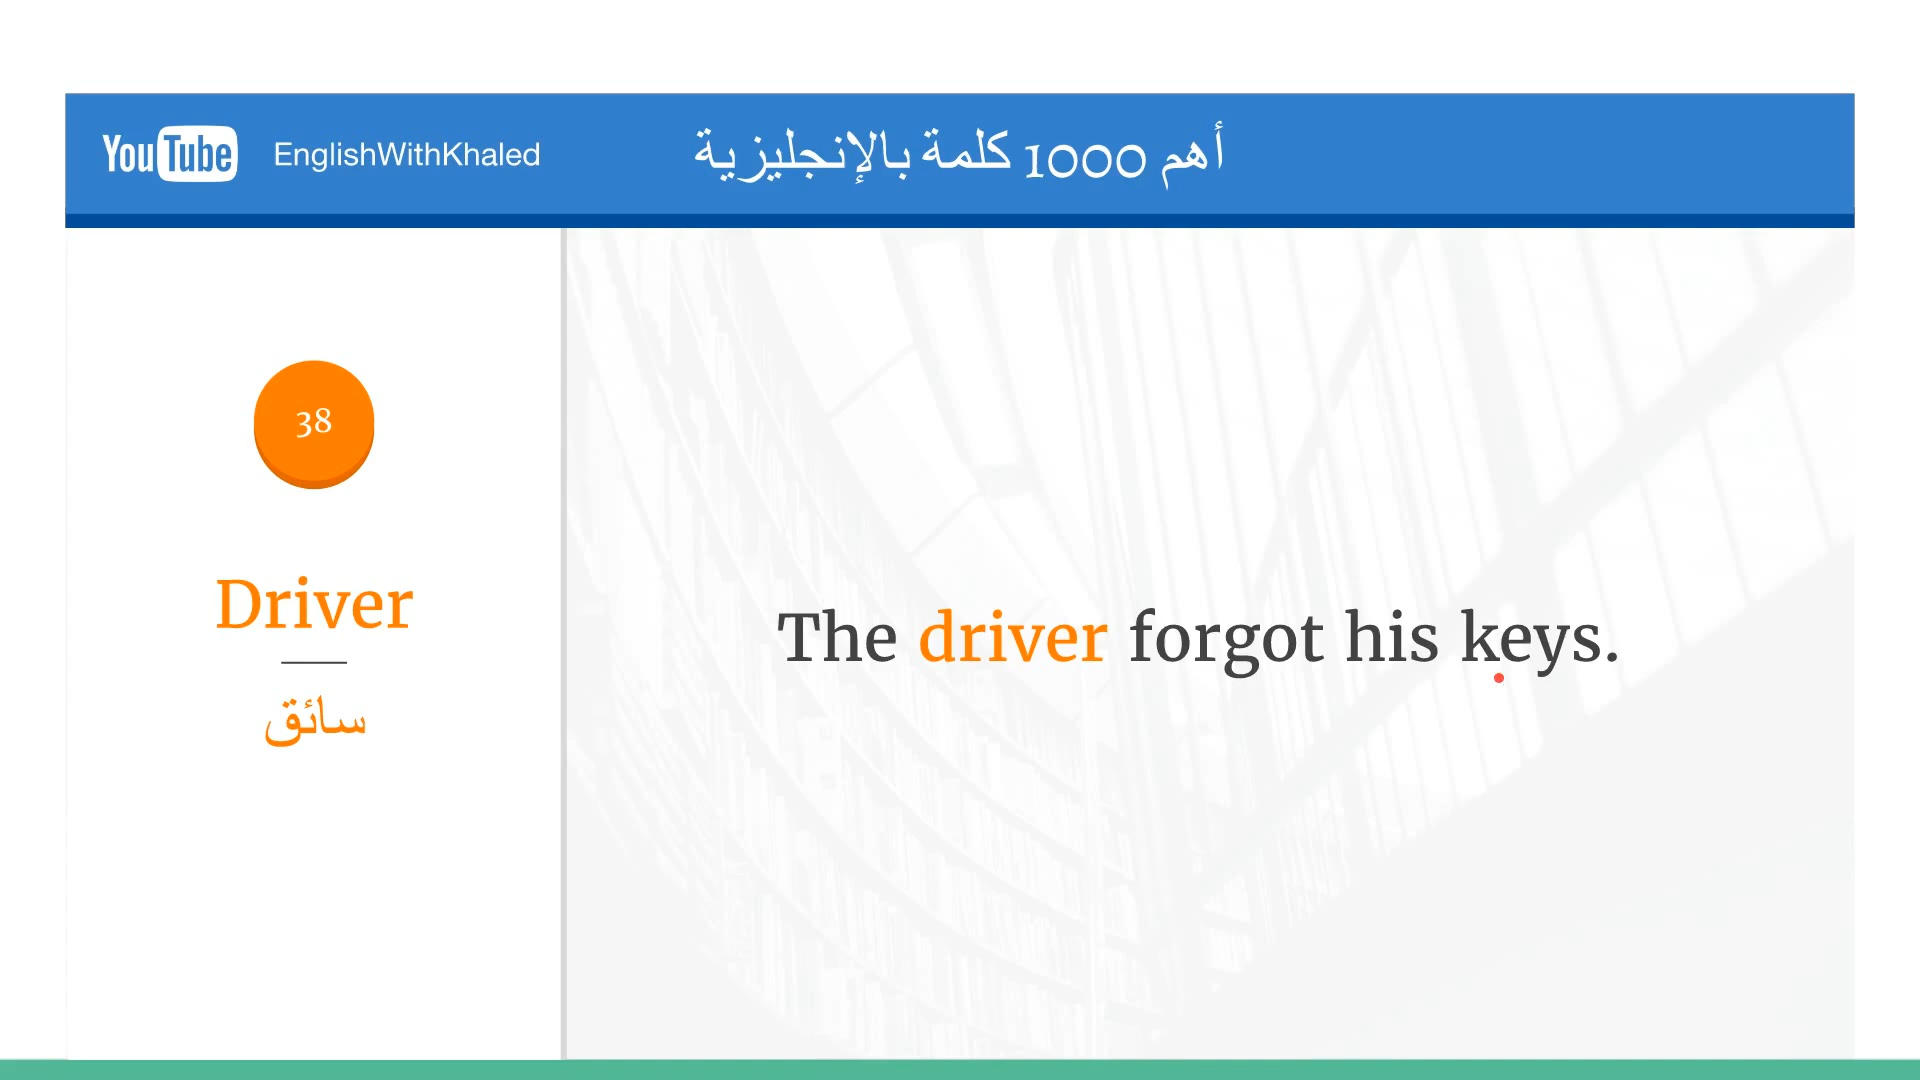 YouTube EnglishWithKhaled
أهم 1000 كلمة بالإنجليزية
38
Driver
سائق
The driver forgot his keys.